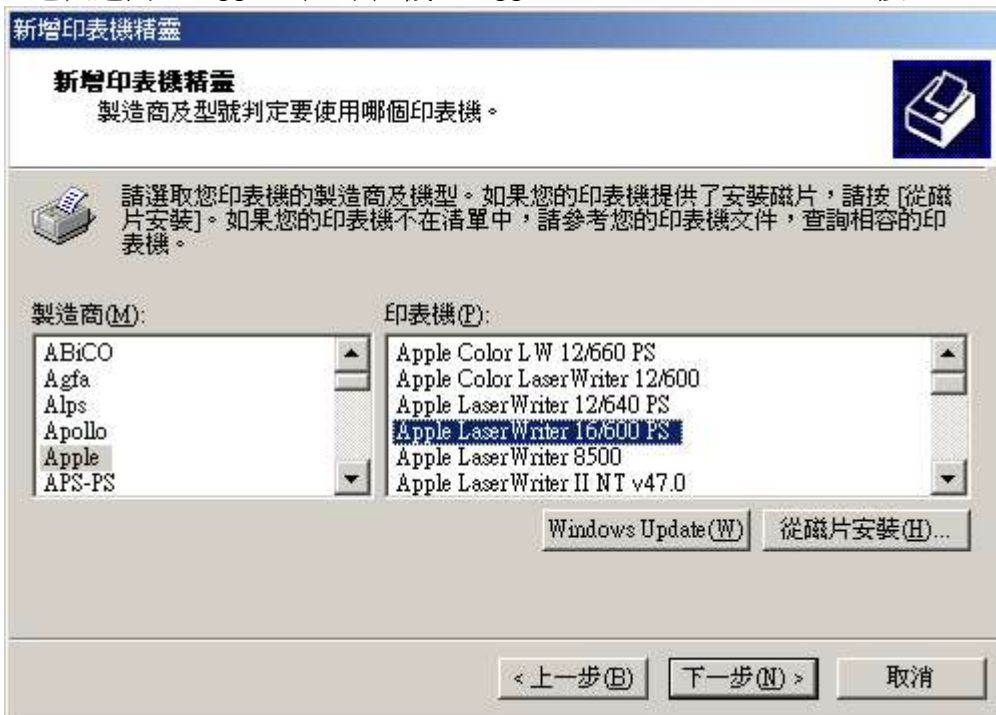 新增印表機精靈
新增印表機精靈
製造商及型號判定要使用哪個印表機。
請選取您印表機的製造商及機型。如果您的印表機提供了安裝磁片，請按 [從磁
片安裝]。如果您的印表機不在清單中，請參考您的印表機文件，查詢相容的印
表機。
製造商(M):
印表機(P):
ABiCO
Agfa
Alps
Apollo
Apple
APS-PS
Apple Color LW 12/660 PS
Apple Color LaserWriter 12/600
Apple LaserWriter 12/640 PS
Apple LaserWriter 16/600 PS
Apple LaserWriter 8500
Apple LaserWriter II NT v47.0
Windows Update(W)
從磁片安裝(H)...
<上一步(B)
下一步(N)>
取消